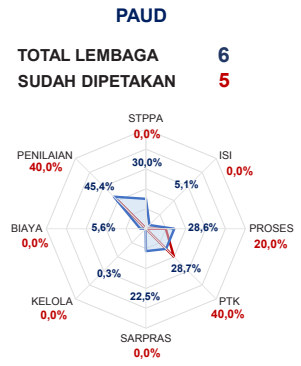 PAUD
TOTAL LEMBAGA 6
SUDAH DIPETAKAN 5
STPPA
0,0%
30,0%
PENILAIAN
40,0%
45,4%
ISI
0,0%
5,1%
BIAYA
0,0%
5,6%
28,6%
PROSES
20,0%
0,3%
28,7%
KELOLA
0,0%
22,5%
PTK
40,0%
SARPRAS
0,0%